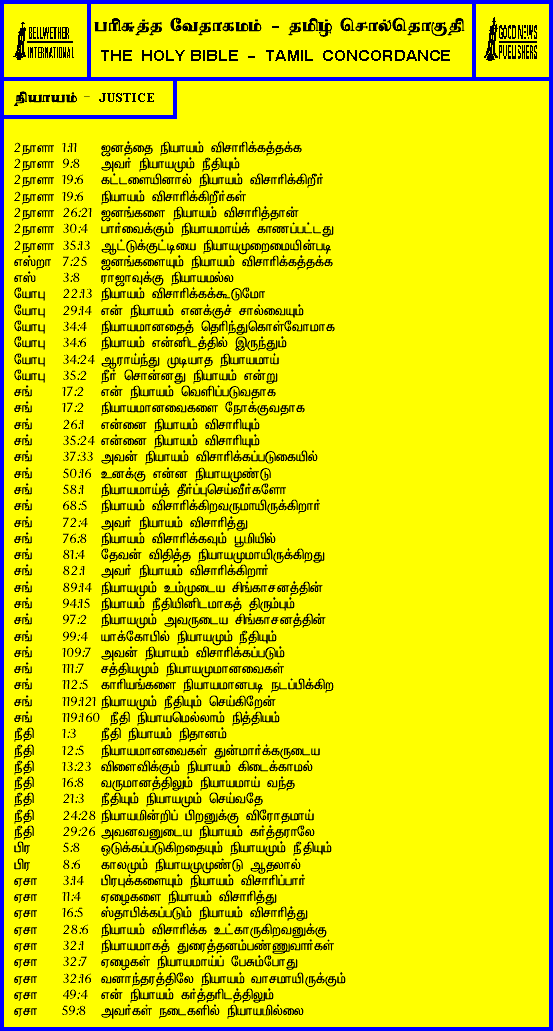 BELLWETHER
INTERNATIONAL
பரிசுத்த வேதாகமம் - தமிழ் சொல்தொகுதி
THE HOLY BIBLE - TAMIL CONCORDANCE
GOOD NEWS
PUBLISHERS
நியாயம் - JUSTICE
2நாளா 1:11 ஜனத்தை நியாயம் விசாரிக்கத்தக்க
2நாளா 9:8 அவர் நியாயமும் நீதியும்
2நாளா 19:6 கட்டளையினால் நியாயம் விசாரிக்கிறீர்
2நாளா 19:6 நியாயம் விசாரிக்கிறீர்கள்
2நாளா 26:21 ஜனங்களை நியாயம் விசாரித்தான்
2நாளா 30:4 பார்வைக்கும் நியாயமாய்க் காணப்பட்டது
2நாளா 35:13 ஆட்டுக்குட்டியை நியாயமுறைமையின்படி
எஸ்றா 7:25 ஜனங்களையும் நியாயம் விசாரிக்கத்தக்க
எஸ் 3:8 ராஜாவுக்கு நியாயமல்ல
யோபு 22:13 நியாயம் விசாரிக்கக்கூடுமோ
யோபு 29:14 என் நியாயம் எனக்குச் சால்வையும்
யோபு 34:4 நியாயமானதைத் தெரிந்துகொள்வோமாக
யோபு 34:6 நியாயம் என்னிடத்தில் இருந்தும்
யோபு 34:24 ஆராய்ந்து முடியாத நியாயமாய்
யோபு 35:2 நீர் சொன்னது நியாயம் என்று
சங் 17:2 என் நியாயம் வெளிப்படுவதாக
சங் 17:2 நியாயமானவைகளை நோக்குவதாக
சங் 26:1 என்னை நியாயம் விசாரியும்
சங் 35:24 என்னை நியாயம் விசாரியும்
சங் 37:33 அவன் நியாயம் விசாரிக்கப்படுகையில்
சங் 50:16 உனக்கு என்ன நியாயமுண்டு
சங் 58:1 நியாயமாய்த் தீர்ப்புசெய்வீர்களோ
சங் 68:5 நியாயம் விசாரிக்கிறவருமாயிருக்கிறார்
சங் 72:4 அவர் நியாயம் விசாரித்து
சங் 76:8 நியாயம் விசாரிக்கவும் பூமியில்
சங் 81:4 தேவன் விதித்த நியாயமுமாயிருக்கிறது
சங் 82:1 அவர் நியாயம் விசாரிக்கிறார்
சங் 89:14 நியாயமும் உம்முடைய சிங்காசனத்தின்
சங் 94:15 நியாயம் நீதியினிடமாகத் திரும்பும்
சங் 97:2 நியாயமும் அவருடைய சிங்காசனத்தின்
சங் 99:4 யாக்கோபில் நியாயமும் நீதியும்
சங் 109:7 அவன் நியாயம் விசாரிக்கப்படும்
சங் 111:7 சத்தியமும் நியாயமுமானவைகள்
சங் 112:5 காரியங்களை நியாயமானபடி நடப்பிக்கிற
சங் 119:121 நியாயமும் நீதியும் செய்கிறேன்
சங் 119:160 நீதி நியாயமெல்லாம் நித்தியம்
நீதி 1:3 நீதி நியாயம் நிதானம்
நீதி 12:5 நியாயமானவைகள் துன்மார்க்கருடைய
நீதி 13:23 விளைவிக்கும் நியாயம் கிடைக்காமல்
நீதி 16:8 வருமானத்திலும் நியாயமாய் வந்த
நீதி 21:3 நீதியும் நியாயமும் செய்வதே
நீதி 24:28 நியாயமின்றிப் பிறனுக்கு விரோதமாய்
நீதி 29:26 அவனவனுடைய நியாயம் கர்த்தராலே
பிர 5:8 ஒடுக்கப்படுகிறதையும் நியாயமும் நீதியும்
பிர 8:6 காலமும் நியாயமுமுண்டு ஆதலால்
ஏசா 3:14 பிரபுக்களையும் நியாயம் விசாரிப்பார்
ஏசா 11:4 ஏழைகளை நியாயம் விசாரித்து
ஏசா 16:5 ஸ்தாபிக்கப்படும் நியாயம் விசாரித்து
ஏசா 28:6 நியாயம் விசாரிக்க உட்காருகிறவனுக்கு
ஏசா 32:1 நியாயமாகத் துரைத்தனம்பண்ணுவார்கள்
ஏசா 32:7 ஏழைகள் நியாயமாய்ப் பேசும்போது
ஏசா 32:16 வனாந்தரத்திலே நியாயம் வாசமாயிருக்கும்
ஏசா 49:4 என் நியாயம் கர்த்தரிடத்திலும்
ஏசா 59:8 அவர்கள் நடைகளில் நியாயமில்லை